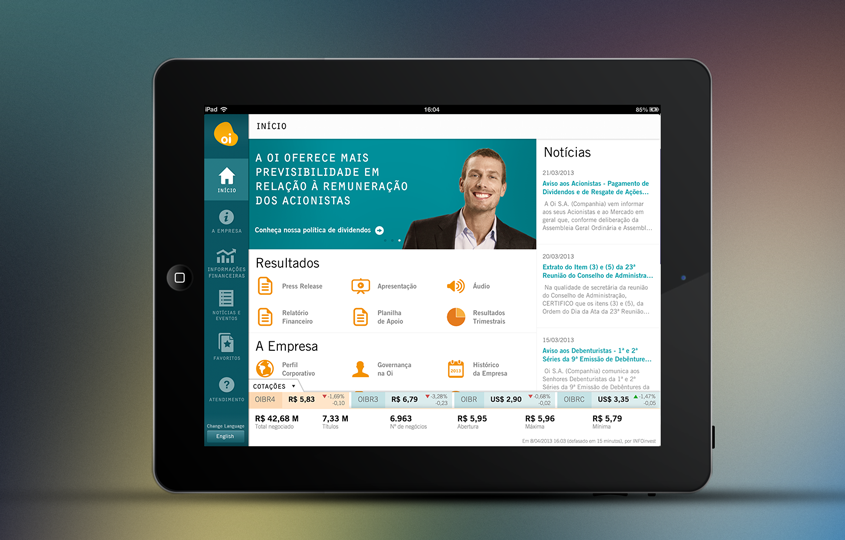 iPad
16:04
85%
oi
INÍCIO
A EMPRESA
INFORMAÇÕES
FINANCEIRAS
NOTÍCIAS E
EVENTOS
FAVORITOS
ATENDIMENTO
Change Language
English
INÍCIO
A OI OFERECE MAIS
PREVISIBILIDADE EM
RELAÇÃO À REMUNERAÇÃO
DOS ACIONISTAS
Conheça nossa política de dividendos
Resultados
Press Release
Apresentação
Áudio
Relatório
Financeiro
Planilha
de Apoio
Resultados
Trimestrais
A Empresa
Perfil
Corporativo
Governança
na Oi
2013
Histórico
da Empresa
Notícias
21/03/2013
Aviso aos Acionistas - Pagamento de
Dividendos e de Resgate de Ações...
A Oi S.A. (Companhia) vem informar
aos seus Acionistas e ao Mercado em
geral que, conforme deliberação da
Assembleia Geral Ordinária e Assembl...
20/03/2013
Extrato do Item (3) e (5) da 23ª
Reunião do Conselho de Administra...
Na qualidade de secretária da reunião
do Conselho de Administração,
CERTIFICO que os itens (3) e (5), da
Ordem do Dia da Ata da 23ª Reunião...
15/03/2013
Aviso aos Debenturistas - 1ª e 2ª
Séries da 9ª Emissão de Debênture...
Oi S.A. (Companhia) comunica aos
Senhores Debenturistas da 1ª e 2ª
Séries da 9ª Emissão de Debêntures da
COTAÇÕES
OIBR4 R$ 5,83 -1,69% -0,10
OIBR3 R$ 6,79 -3,28% -0,23
OIBR US$ 2,90 -0,68% -0,02
OIBRC US$ 3,35 -1,47% -0,05
R$ 42,68 M
Total negociado
7,33 M
Títulos
6.963
Nº de negócios
R$ 5,95
Abertura
R$ 5,96
Máxima
R$ 5,79
Mínima
Em 8/04/2013 16:03 (defasado em 15 minutos), por INFOinvest